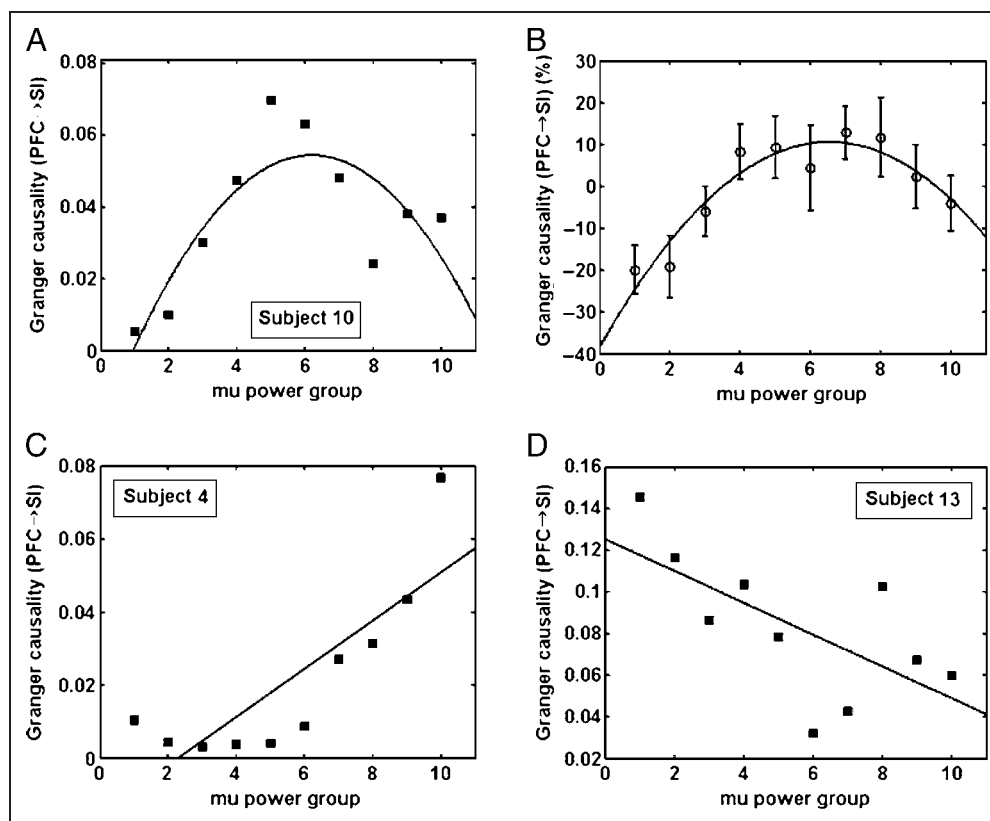 A
Granger causality (PFC→SI)
0.08
0.06
0.04
0.02
0
Subject 10
0 2 4 6 8 10
mu power group
B
Granger causality (PFC→SI) (%)
30
20
10
0
−10
−20
−30
−40
0 2 4 6 8 10
mu power group
C
Granger causality (PFC→SI)
0.08
0.06
0.04
0.02
0
Subject 4
0 2 4 6 8 10
mu power group
D
Granger causality (PFC→SI)
0.16
0.14
0.12
0.1
0.08
0.06
0.04
0.02
Subject 13
0 2 4 6 8 10
mu power group